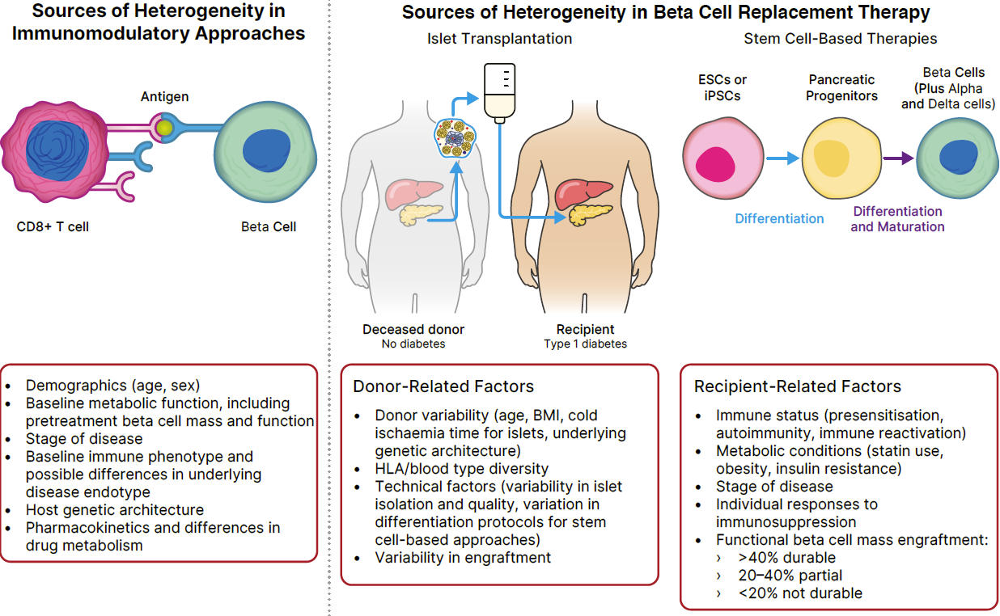 Sources of Heterogeneity in
Immunomodulatory Approaches
Antigen
CD8+ T cell
Beta Cell
• Demographics (age, sex)
• Baseline metabolic function, including
pretreatment beta cell mass and function
• Stage of disease
• Baseline immune phenotype and
possible differences in underlying
disease endotype
• Host genetic architecture
• Pharmacokinetics and differences in
drug metabolism
Sources of Heterogeneity in Beta Cell Replacement Therapy
Islet Transplantation
Deceased donor
No diabetes
Recipient
Type 1 diabetes
Stem Cell-Based Therapies
ESCs or
iPSCs
Pancreatic
Progenitors
Beta Cells
(Plus Alpha
and Delta cells)
Differentiation
Differentiation
and Maturation
Donor-Related Factors
• Donor variability (age, BMI, cold
ischaemia time for islets, underlying
genetic architecture)
• HLA/blood type diversity
• Technical factors (variability in islet
isolation and quality, variation in
differentiation protocols for stem
cell-based approaches)
• Variability in engraftment
Recipient-Related Factors
• Immune status (presensitisation,
autoimmunity, immune reactivation)
• Metabolic conditions (statin use,
obesity, insulin resistance)
• Stage of disease
• Individual responses to
immunosuppression
• Functional beta cell mass engraftment:
› >40% durable
› 20–40% partial
› <20% not durable